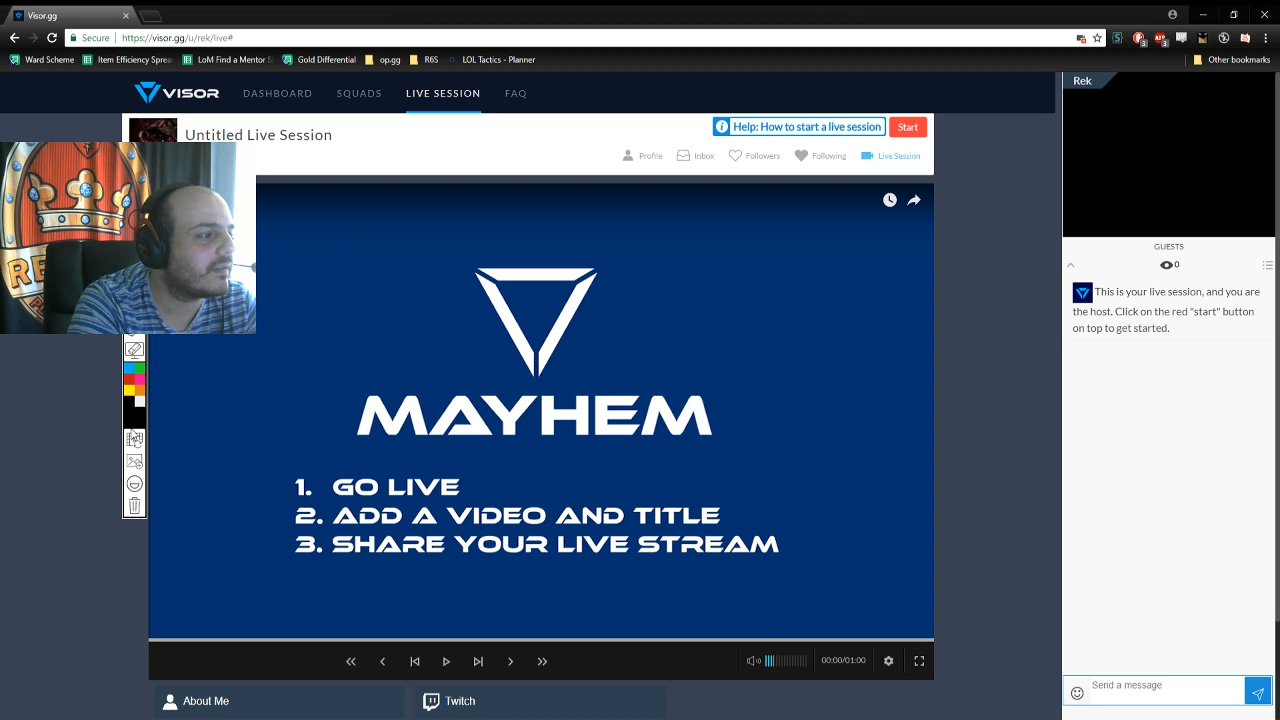 Visor.gg
Secure
https://visor.gg/u/rek/live#
Ward Scheme
Item Efficiency Sprea
LoM Find a Mentor S
Gold Differential
op.gg
R6S
LOL Tactics - Planner
Other bookmarks
VISOR
DASHBOARD
SQUADS
LIVE SESSION
FAQ
Rek
Untitled Live Session
Help: How to start a live session
Start
Profile
Inbox
Followers
Following
Live Session
MAYHEM
1. GO LIVE
2. ADD A VIDEO AND TITLE
3. SHARE YOUR LIVE STREAM
00:00/01:00
About Me
Twitch
GUESTS
0
This is your live session, and you are
the host. Click on the red "start" button
on top to get started.
Send a message